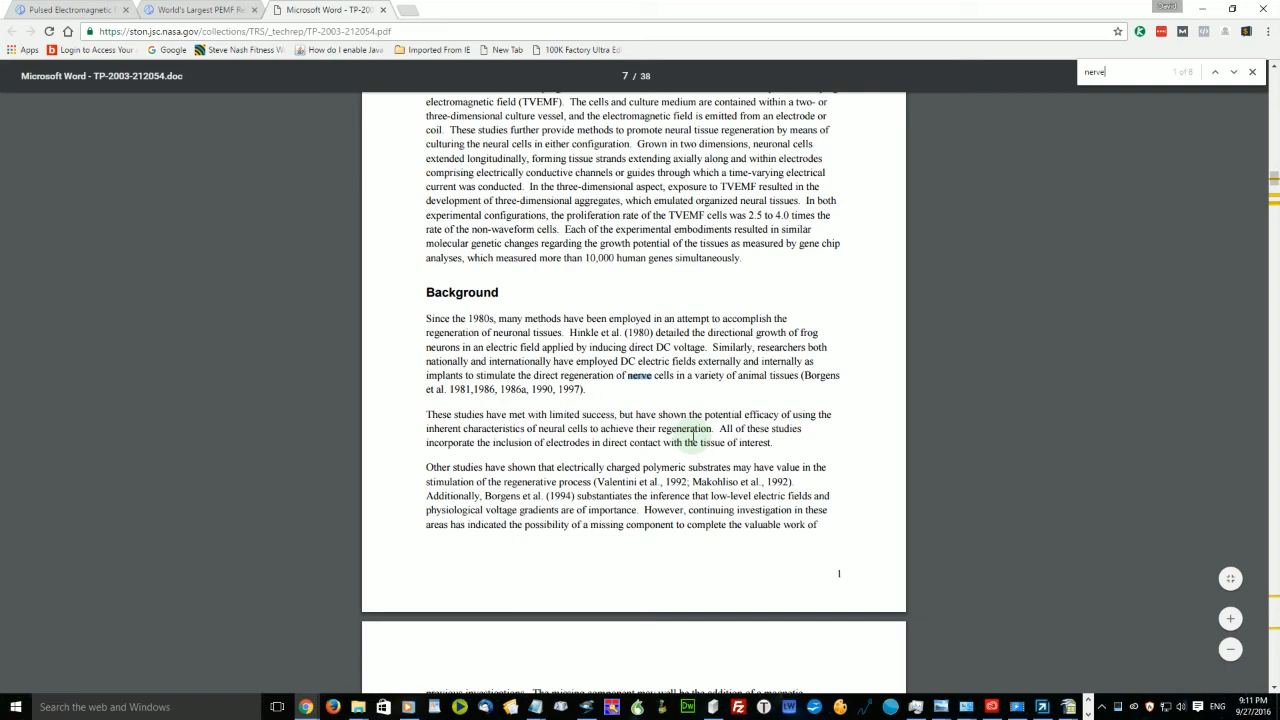 Pulsed Electromagnetic
World's Largest PEMF Re
Microsoft Word - TP-200
David
https://ston.jsc.nasa.gov/collections/TRS/_techrep/TP-2003-212054.pdf
Apps
Login to Access Your
Google
Steve Nash Fitness W
How do I enable Java
Imported From IE
New Tab
100K Factory Ultra Ed
Microsoft Word - TP-2003-212054.doc
7 / 38
nerve
1 of 6
electromagnetic field (TVEMF). The cells and culture medium are contained within a two- or
three-dimensional culture vessel, and the electromagnetic field is emitted from an electrode or
coil. These studies further provide methods to promote neural tissue regeneration by means of
culturing the neural cells in either configuration. Grown in two dimensions, neuronal cells
extended longitudinally, forming tissue strands extending axially along and within electrodes
comprising electrically conductive channels or guides through which a time-varying electrical
current was conducted. In the three-dimensional aspect, exposure to TVEMF resulted in the
development of three-dimensional aggregates, which emulated organized neural tissues. In both
experimental configurations, the proliferation rate of the TVEMF cells was 2.5 to 4.0 times the
rate of the non-waveform cells. Each of the experimental embodiments resulted in similar
molecular genetic changes regarding the growth potential of the tissues as measured by gene chip
analyses, which measured more than 10,000 human genes simultaneously.
Background
Since the 1980s, many methods have been employed in an attempt to accomplish the
regeneration of neuronal tissues. Hinkle et al. (1980) detailed the directional growth of frog
neurons in an electric field applied by inducing direct DC voltage. Similarly, researchers both
nationally and internationally have employed DC electric fields externally and internally as
implants to stimulate the direct regeneration of nerve cells in a variety of animal tissues (Borgens
et al. 1981,1986, 1986a, 1990, 1997).
These studies have met with limited success, but have shown the potential efficacy of using the
inherent characteristics of neural cells to achieve their regeneration. All of these studies
incorporate the inclusion of electrodes in direct contact with the tissue of interest.
Other studies have shown that electrically charged polymeric substrates may have value in the
stimulation of the regenerative process (Valentini et al., 1992; Makohliso et al., 1992).
Additionally, Borgens et al. (1994) substantiates the inference that low-level electric fields and
physiological voltage gradients are of importance. However, continuing investigation in these
areas has indicated the possibility of a missing component to complete the valuable work of
1
previous investigations. The missing component may well be the addition of a magnetic
Search the web and Windows
ENG
9:11 PM
9/27/2016